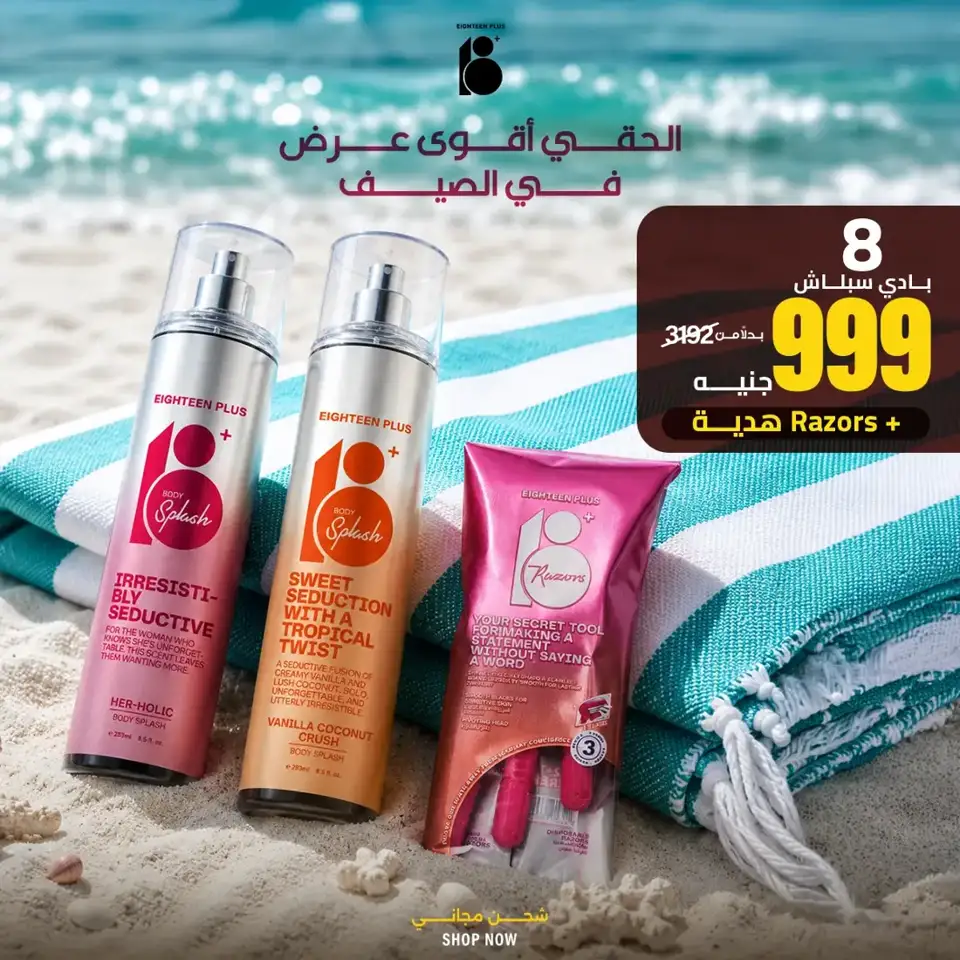 EIGHTEEN PLUS
18+
الحقي أقوى عرض
في الصيف
8
بادي سبلاش
999
بدلاً من 3192
جنيه
+ Razors هدية
EIGHTEEN PLUS
18+
BODY
Splash
IRRESISTI-
BLY
SEDUCTIVE
FOR THE WOMAN WHO
KNOWS SHE'S UNFORGET-
TABLE. THIS SCENT LEAVES
THEM WANTING MORE.
HER-HOLIC
BODY SPLASH
EIGHTEEN PLUS
18+
BODY
Splash
SWEET
SEDUCTION
WITH A
TROPICAL
TWIST
A SEDUCTIVE FUSION OF
CREAMY VANILLA AND
LUSH COCONUT, BOLD,
UNFORGETTABLE, AND
UTTERLY IRRESISTIBLE.
VANILLA COCONUT
CRUSH
BODY SPLASH
EIGHTEEN PLUS
18+
Razors
YOUR SECRET TOOL
FORMAKING A
STATEMENT
WITHOUT SAYING
A WORD
3
شحن مجاني
SHOP NOW